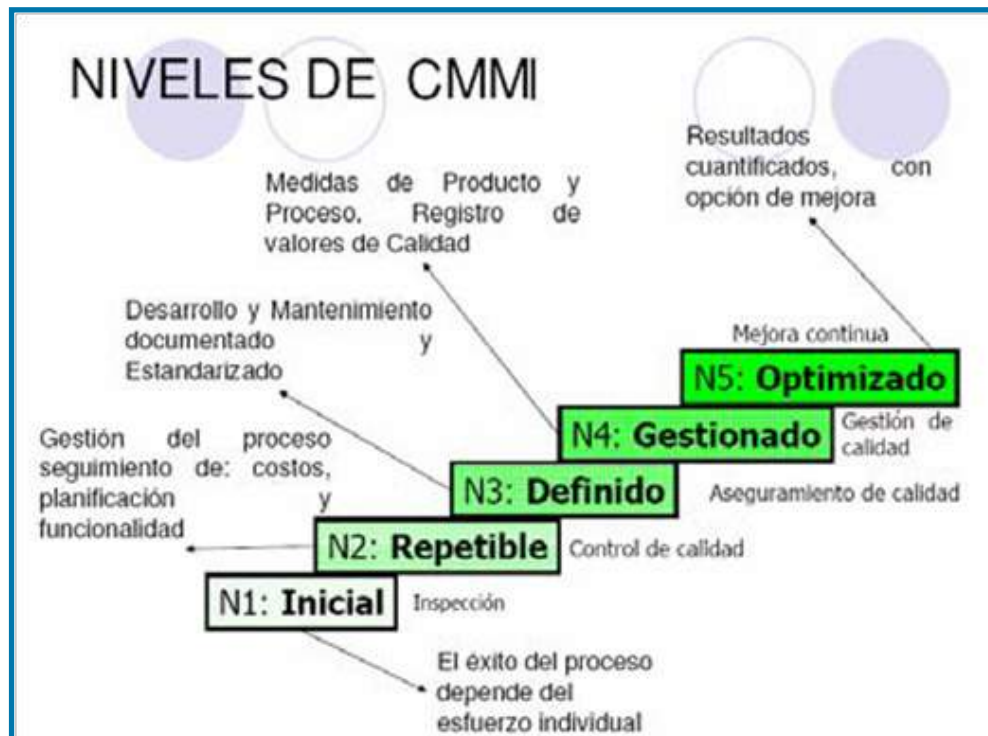 NIVELES DE CMMI
Resultados
cuantificados, con
opción de mejora
Medidas de Producto y
Proceso. Registro de
valores de Calidad
Desarrollo y Mantenimiento
documentado y
Estandarizado
Mejora continua
N5: Optimizado
N4: Gestionado
Gestión de
calidad
Gestión del proceso
seguimiento de: costos,
planificación y
funcionalidad
N3: Definido
Aseguramiento de calidad
N2: Repetible
Control de calidad
N1: Inicial
Inspección
El éxito del proceso
depende del
esfuerzo individual